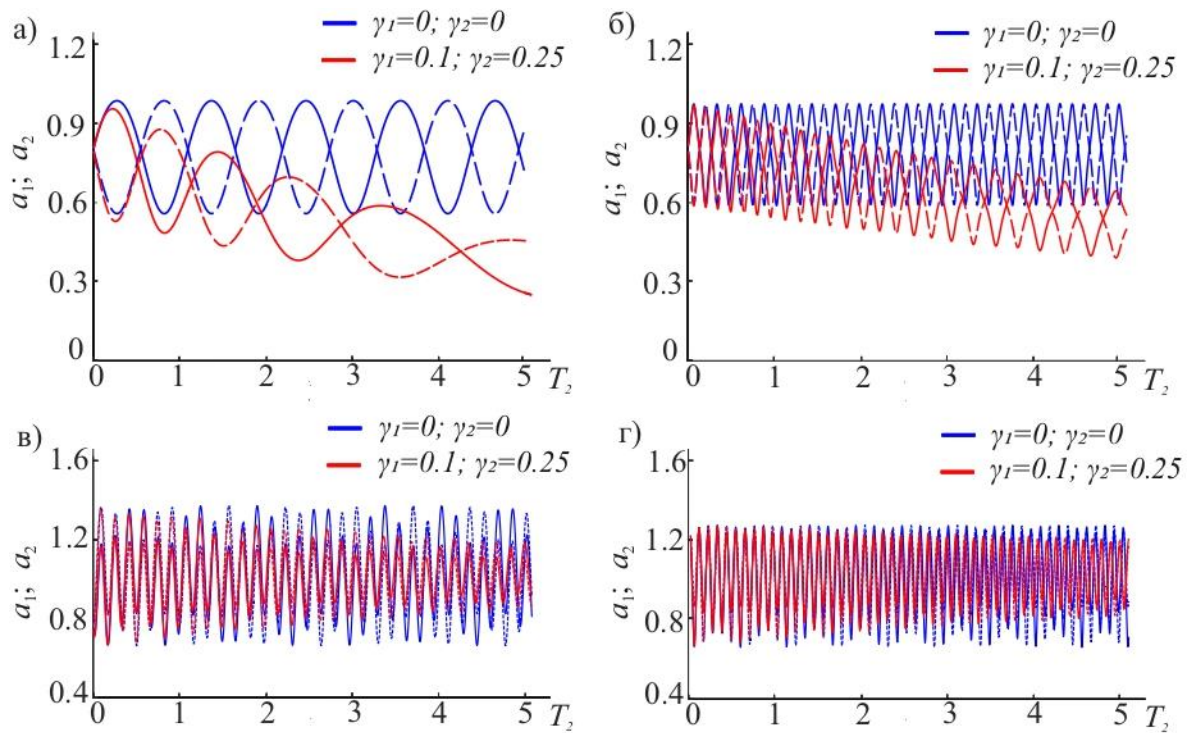 а)
γ₁=0; γ₂=0
γ₁=0.1; γ₂=0.25
1.2
0.9
0.6
0.3
0
a₁; a₂
0 1 2 3 4 5 T₂
б)
γ₁=0; γ₂=0
γ₁=0.1; γ₂=0.25
1.2
0.9
0.6
0.3
0
a₁; a₂
0 1 2 3 4 5 T₂
в)
γ₁=0; γ₂=0
γ₁=0.1; γ₂=0.25
1.6
1.2
0.8
0.4
a₁; a₂
0 1 2 3 4 5 T₂
г)
γ₁=0; γ₂=0
γ₁=0.1; γ₂=0.25
1.6
1.2
0.8
0.4
a₁; a₂
0 1 2 3 4 5 T₂